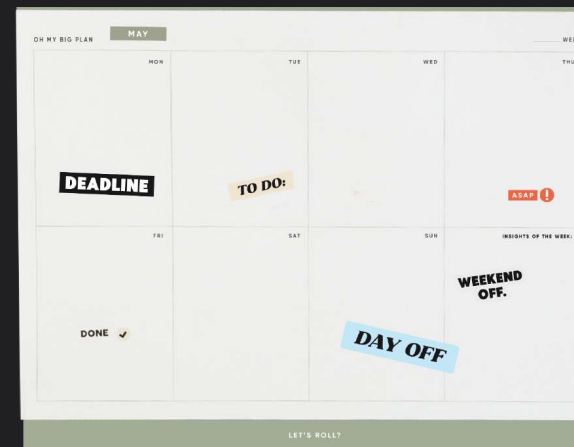 OH MY BIG PLAN
MAY
MON
TUE
WED
DEADLINE
TO DO:
ASAP!
FRI
SAT
SUN
INSIGHTS OF THE WEEK:
WEEKEND
OFF.
DONE
DAY OFF
LET'S ROLL?